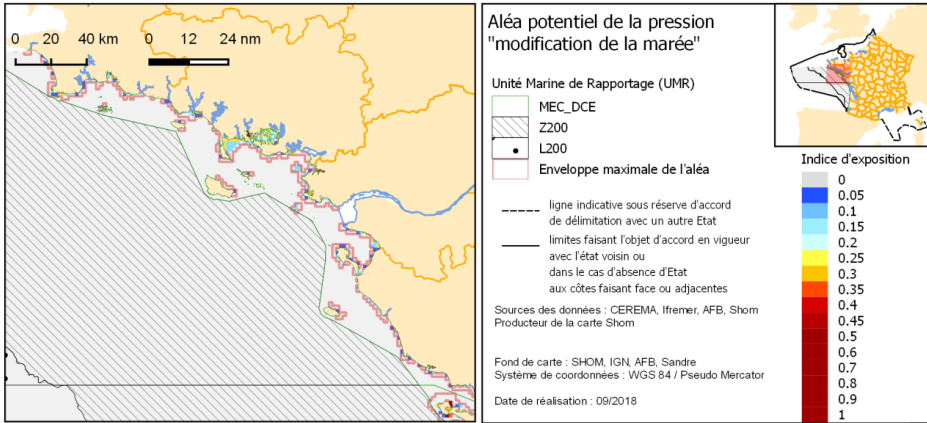 0 20 40 km 0 12 24 nm
Aléa potentiel de la pression
"modification de la marée"
Unité Marine de Rapportage (UMR)
MEC_DCE
Z200
L200
Enveloppe maximale de l'aléa
ligne indicative sous réserve d'accord
de délimitation avec un autre Etat
limites faisant l'objet d'accord en vigueur
avec l'état voisin ou
dans le cas d'absence d'Etat
aux côtes faisant face ou adjacentes
Sources des données : CEREMA, Ifremer, AFB, Shom
Producteur de la carte Shom
Fond de carte : SHOM, IGN, AFB, Sandre
Système de coordonnées : WGS 84 / Pseudo Mercator
Date de réalisation : 09/2018
Indice d'exposition
0
0.05
0.1
0.15
0.2
0.25
0.3
0.35
0.4
0.45
0.5
0.6
0.7
0.8
0.9
1